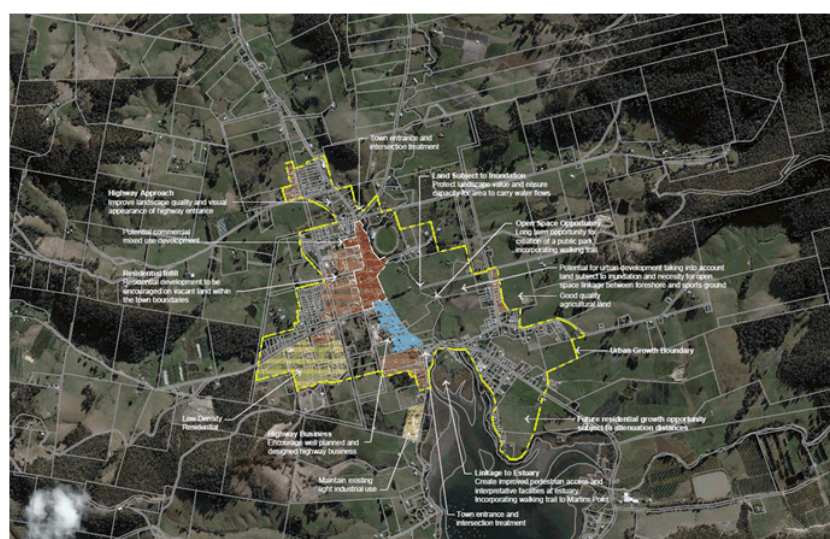 Town entrance and
intersection treatment
Highway Approach
Improve landscape quality and visual
appearance of highway entrance
Land Subject to Inundation
Protect landscape value and ensure
capacity for area to carry water flows
Potential commercial
mixed use development
Open Space Opportunity
Long term opportunity for
creation of a public park,
incorporating walking trail
Residential Infill
Residential development to be
encouraged on vacant land within
the town boundaries
Potential for urban development taking into account
land subject to inundation and necessity for open
space linkage between foreshore and sports ground
Good quality
agricultural land
Urban Growth Boundary
Low Density
Residential
Highway Business
Encourage well planned and
designed highway business
Future residential growth opportunity
subject to attenuation distances
Maintain existing
light industrial use
Linkage to Estuary
Create improved pedestrian access and
interpretative facilities at estuary.
Incorporating walking trail to Martins Point
Town entrance and
intersection treatment